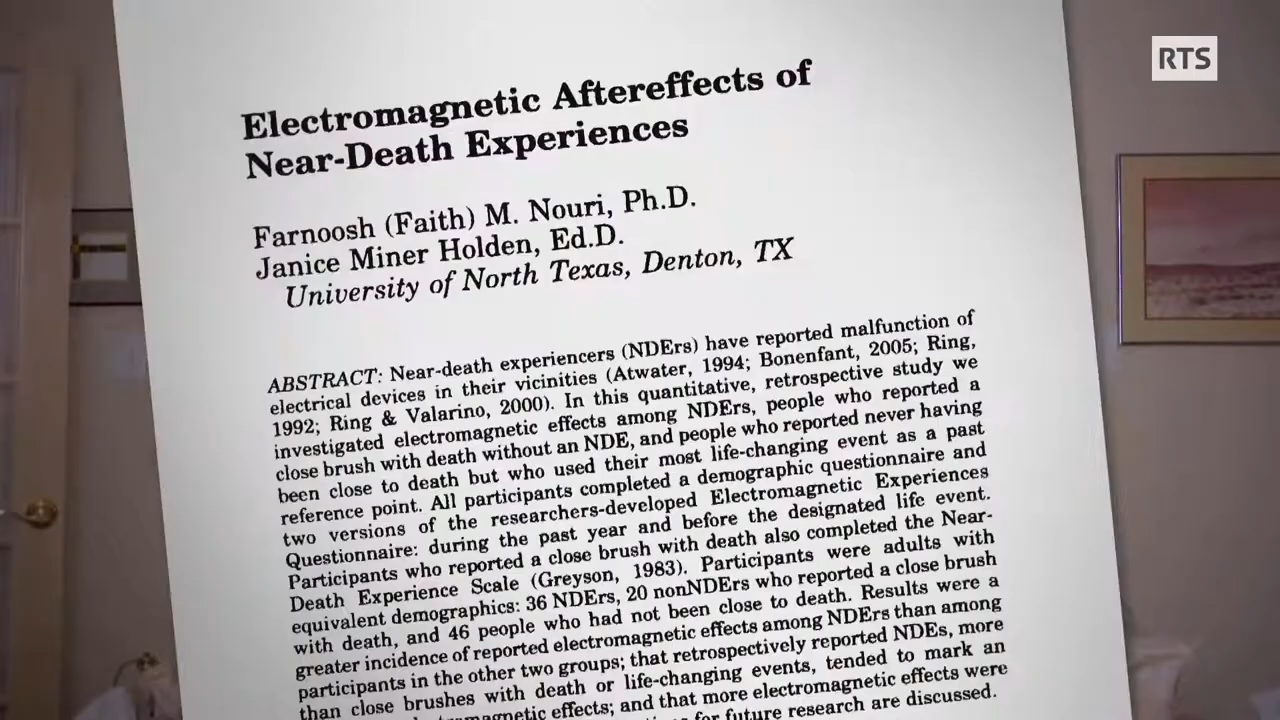 RTS
Electromagnetic Aftereffects of
Near-Death Experiences
Farnoosh (Faith) M. Nouri, Ph.D.
Janice Miner Holden, Ed.D.
University of North Texas, Denton, TX
ABSTRACT: Near-death experiencers (NDErs) have reported malfunction of
electrical devices in their vicinities (Atwater, 1994; Bonenfant, 2005; Ring,
1992; Ring & Valarino, 2000). In this quantitative, retrospective study we
investigated electromagnetic effects among NDErs, people who reported a
close brush with death without an NDE, and people who reported never having
been close to death but who used their most life-changing event as a past
reference point. All participants completed a demographic questionnaire and
two versions of the researchers-developed Electromagnetic Experiences
Questionnaire: during the past year and before the designated life event.
Participants who reported a close brush with death also completed the Near-
Death Experience Scale (Greyson, 1983). Participants were adults with
equivalent demographics: 36 NDErs, 20 nonNDErs who reported a close brush
with death, and 46 people who had not been close to death. Results were a
greater incidence of reported electromagnetic effects among NDErs than among
participants in the other two groups; that retrospectively reported NDEs, more
than close brushes with death or life-changing events, tended to mark an
effects; and that more electromagnetic effects were
for future research are discussed.